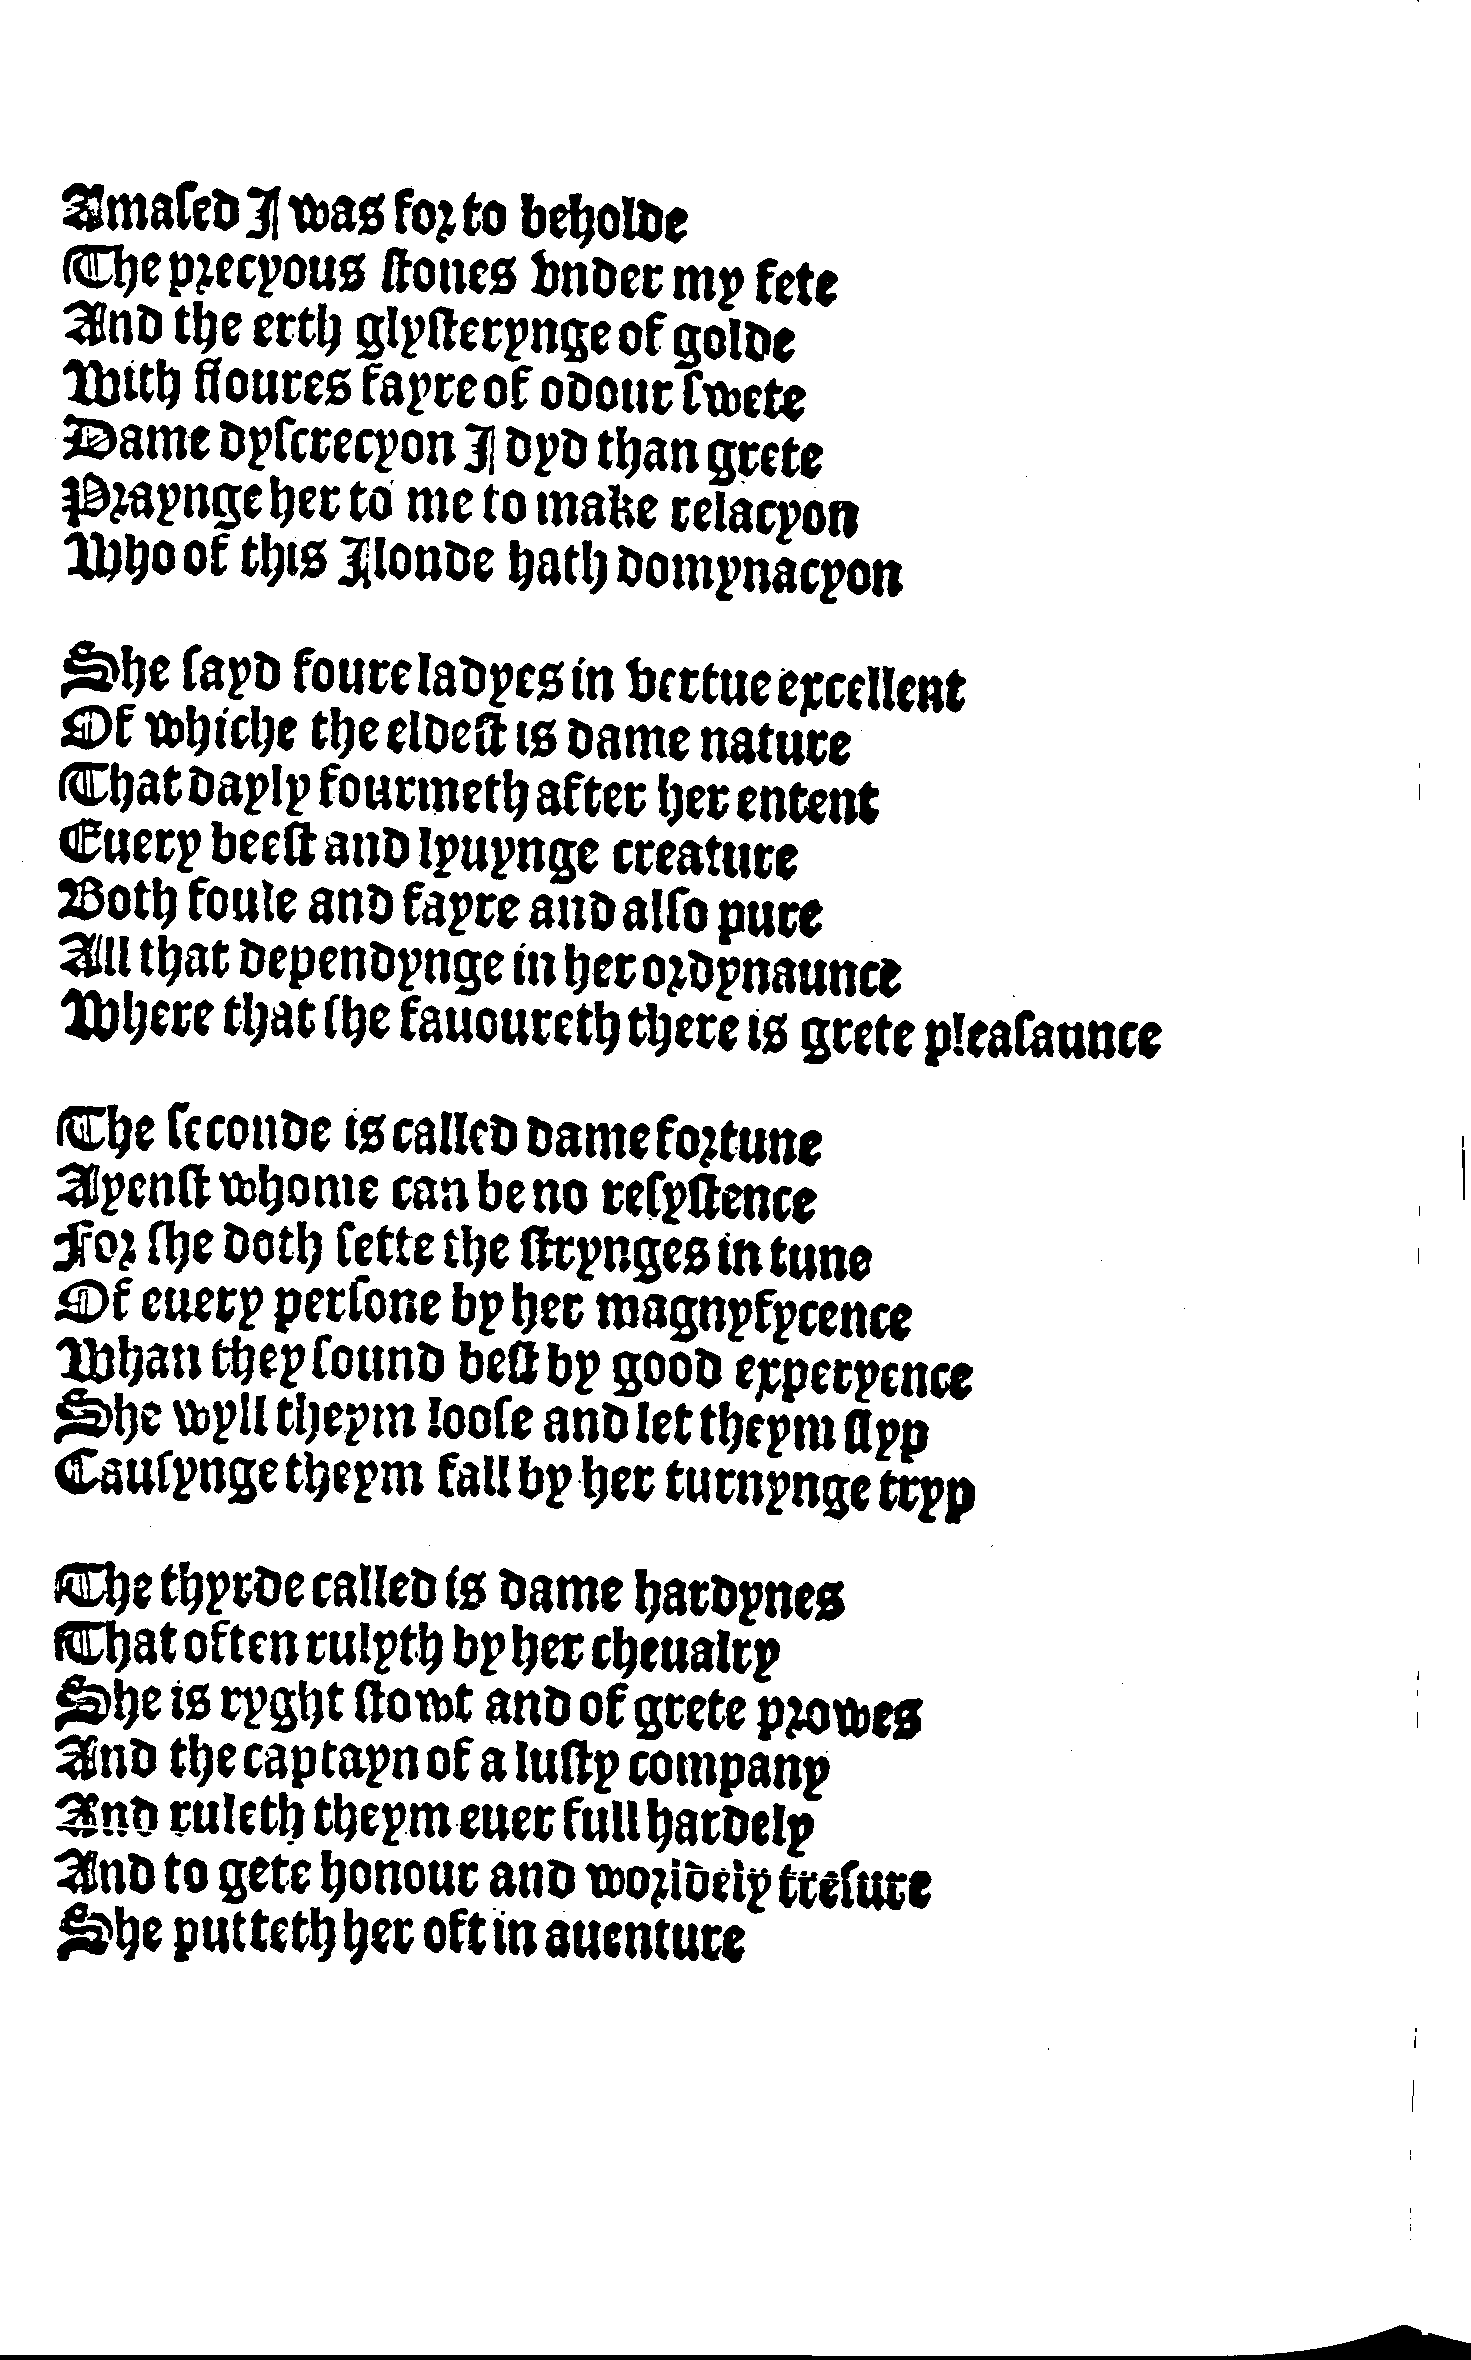 Amaſed I was for to beholde
The precyous ſtones vnder my fete
And the erth glyſterynge of golde
With floures fayre of odour ſwete
Dame dyſcrecyon I dyd than grete
Prayngeher to me to make relacyon
Who of this Ilonde hath domynacyon

She ſayd foure ladyes in vertue excellent
Of whiche the eldeſt is dame nature
That dayly fourmeth after her entent
Euery beeſt and lyuynge creature
Both foule and fayre and alſo pure
All that dependynge in her ordynaunce
Where that ſhe fauoureth there is grete pleaſaunce

The ſeconde is called dame fortune
Ayenſt whome can be no reſyſtence
For ſhe doth ſette the ſtrynges in tune
Of euery perſone by her magnyfycence
Whan they ſound beſt by good experyence
She wyll theym looſe and let theym ſlypp
Cauſynge theym fall by her turnynge trypp

The thyrde called is dame hardynes
That often rulyth by her cheualry
She is ryght ſtowt and of grete prowes
And the captayn of a luſty company
And ruleth theym euer full hardely
And to gete honour and worldely treſure
She putteth her oft in auenture